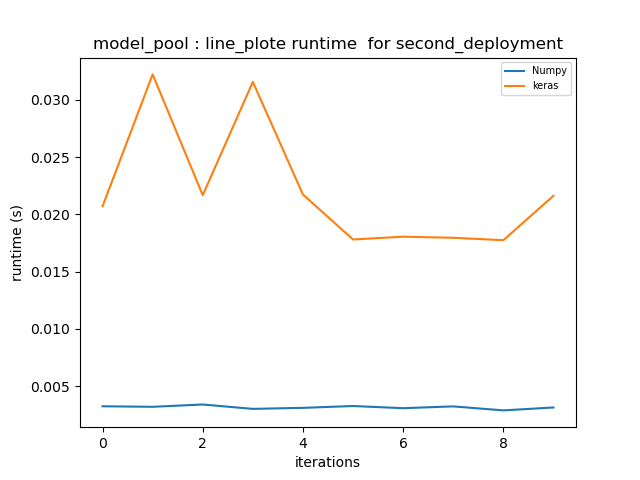 model_pool : line_plote runtime  for second_deployment
Numpy
keras
0.030
0.025
0.020
0.015
0.010
0.005
runtime (s)
0 2 4 6 8
iterations